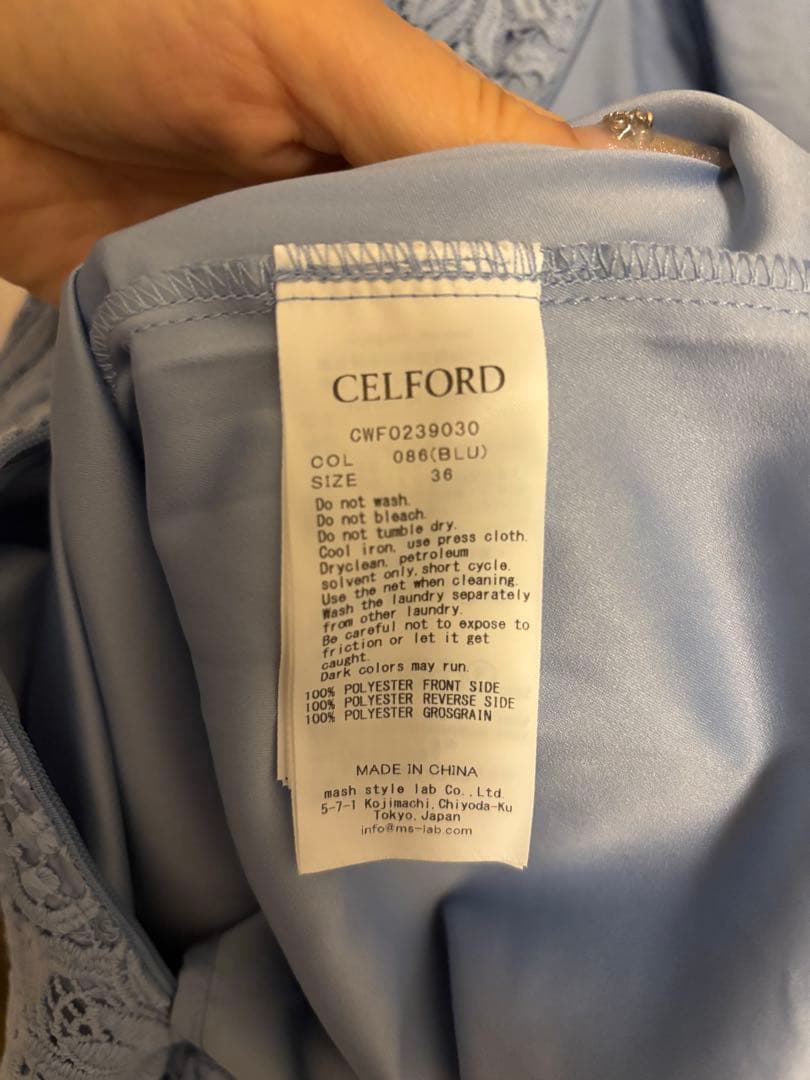 CELFORD
CWF0239030
COL 086(BLU)
SIZE 36
Do not wash.
Do not bleach.
Do not tumble dry.
Cool iron, use press cloth.
Dryclean, petroleum
solvent only, short cycle.
Use the net when cleaning.
Wash the laundry separately
from other laundry.
Be careful not to expose to
friction or let it get
caught.
Dark colors may run.
100% POLYESTER FRONT SIDE
100% POLYESTER REVERSE SIDE
100% POLYESTER GROSGRAIN
MADE IN CHINA
mash style lab Co., Ltd.
5-7-1 Kojimachi, Chiyoda-Ku
Tokyo, Japan
info@ms-lab.com